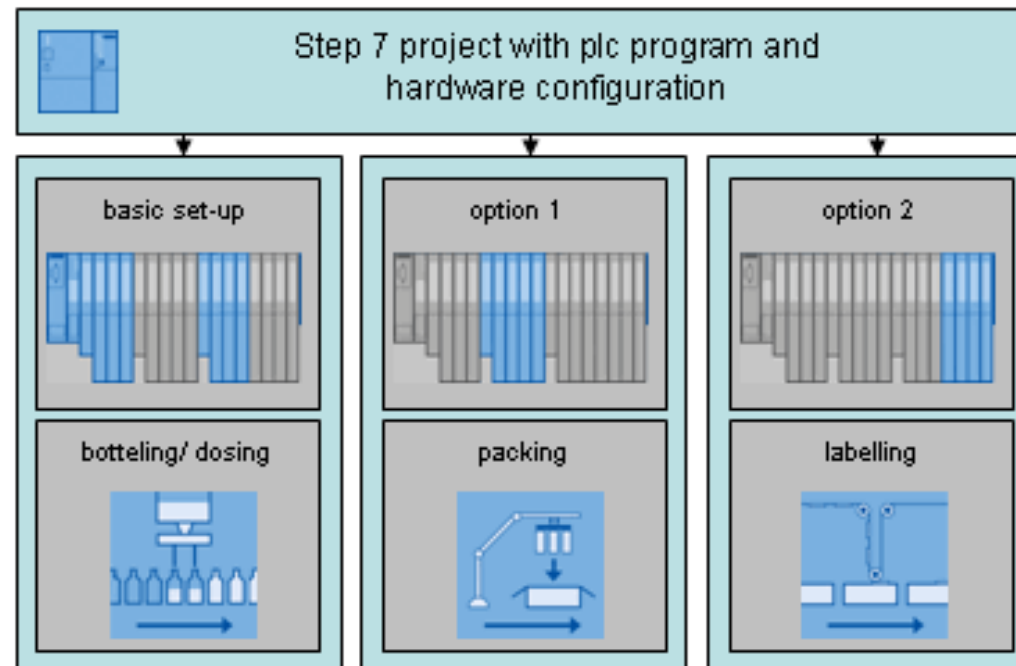 Step 7 project with plc program and
hardware configuration
basic set-up
option 1
option 2
botteling/ dosing
packing
labelling